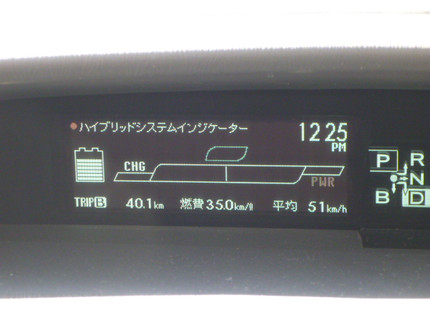 ハイブリッドシステムインジケーター 12:25
PM
CHG
PWR
TRIP B 40.1km 燃費 35.0km/ℓ 平均 51km/h
P R
N
B D